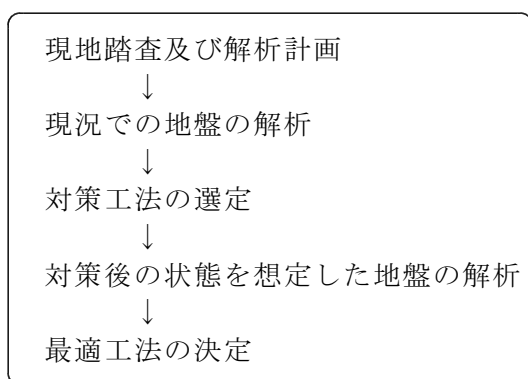 現地踏査及び解析計画
↓
現況での地盤の解析
↓
対策工法の選定
↓
対策後の状態を想定した地盤の解析
↓
最適工法の決定